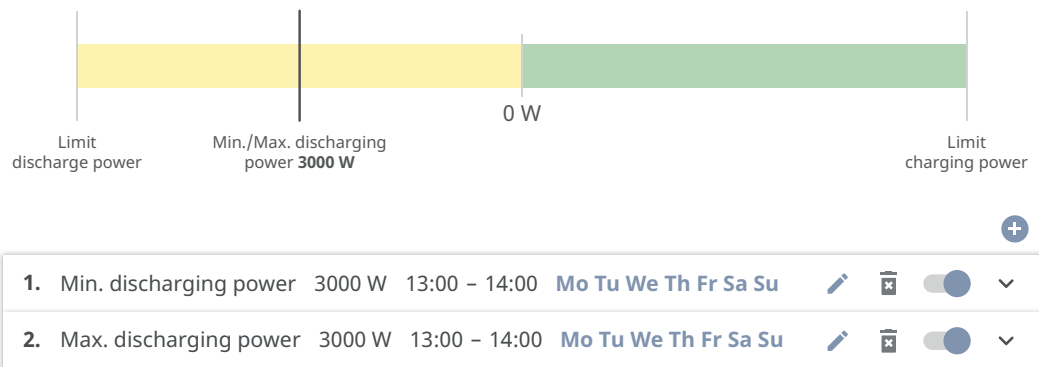 0 W
Limit
discharge power
Min./Max. discharging
power 3000 W
Limit
charging power
1. Min. discharging power 3000 W 13:00 – 14:00 Mo Tu We Th Fr Sa Su
2. Max. discharging power 3000 W 13:00 – 14:00 Mo Tu We Th Fr Sa Su